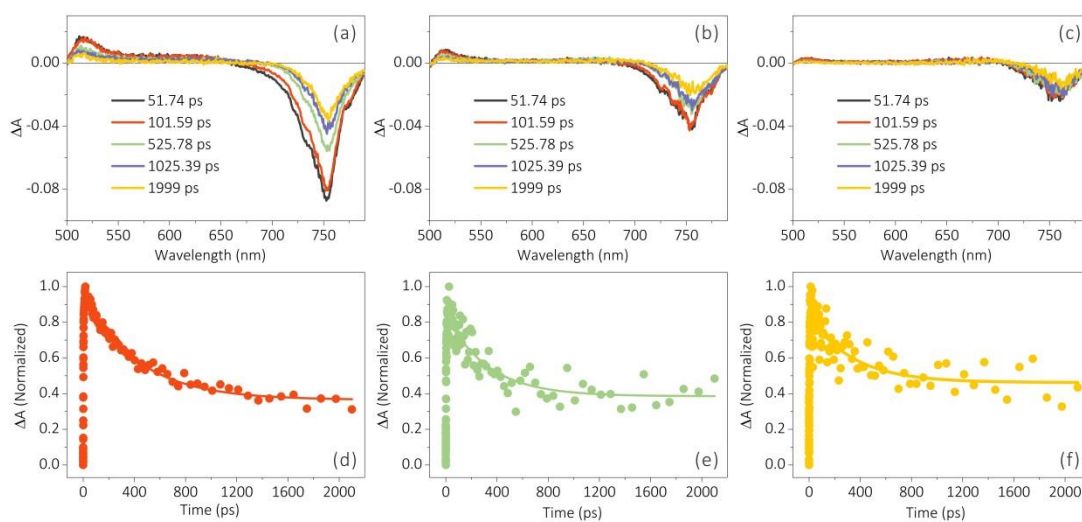 (a)
0.00
-0.04
-0.08
ΔA
51.74 ps
101.59 ps
525.78 ps
1025.39 ps
1999 ps
500 550 600 650 700 750
Wavelength (nm)
(b)
0.00
-0.04
-0.08
ΔA
51.74 ps
101.59 ps
525.78 ps
1025.39 ps
1999 ps
500 550 600 650 700 750
Wavelength (nm)
(c)
0.00
-0.04
-0.08
ΔA
51.74 ps
101.59 ps
525.78 ps
1025.39 ps
1999 ps
500 550 600 650 700 750
Wavelength (nm)
1.0
0.8
0.6
0.4
0.2
0.0
ΔA (Normalized)
(d)
0 400 800 1200 1600 2000
Time (ps)
1.0
0.8
0.6
0.4
0.2
0.0
ΔA (Normalized)
(e)
0 400 800 1200 1600 2000
Time (ps)
1.0
0.8
0.6
0.4
0.2
0.0
ΔA (Normalized)
(f)
0 400 800 1200 1600 2000
Time (ps)